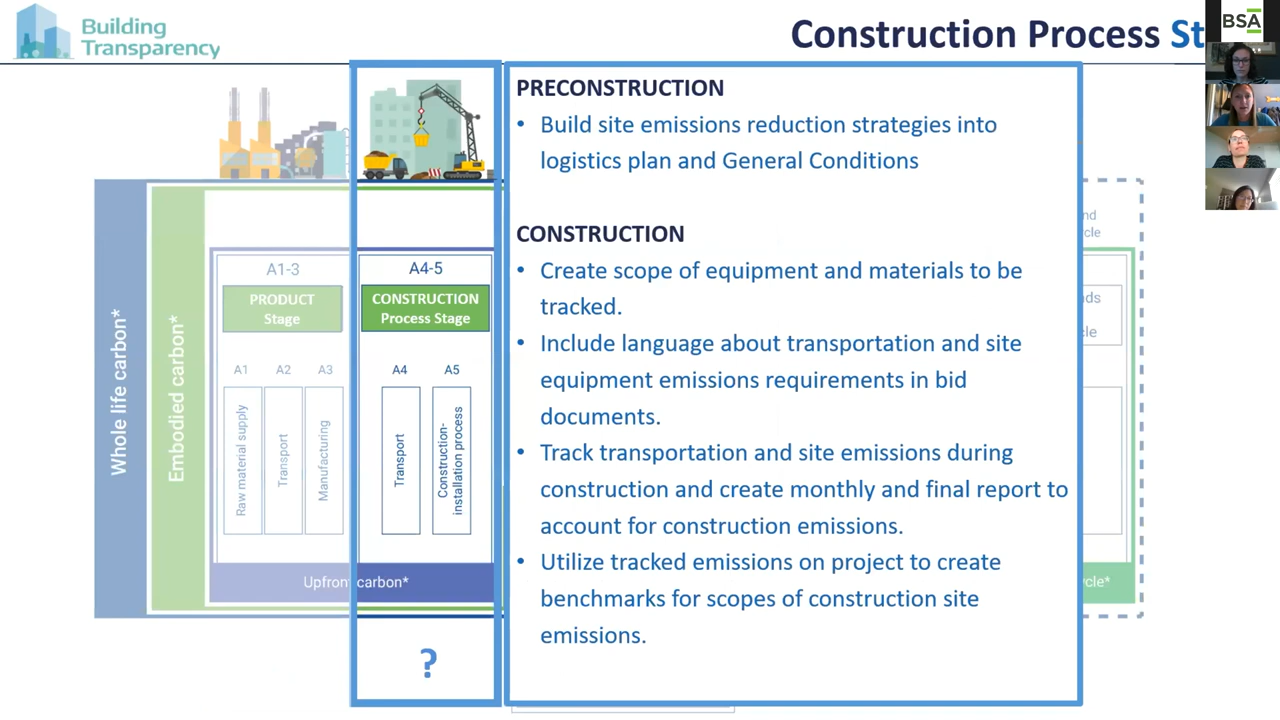 Building
Transparency
Construction Process St
BSA
PRECONSTRUCTION
• Build site emissions reduction strategies into
logistics plan and General Conditions
CONSTRUCTION
• Create scope of equipment and materials to be
tracked.
• Include language about transportation and site
equipment emissions requirements in bid
documents.
• Track transportation and site emissions during
construction and create monthly and final report to
account for construction emissions.
• Utilize tracked emissions on project to create
benchmarks for scopes of construction site
emissions.
Whole life carbon*
Embodied carbon*
A1-3
PRODUCT
Stage
A1
A2
A3
Raw material supply
Transport
Manufacturing
A4-5
CONSTRUCTION
Process Stage
A4
A5
Transport
Construction-
installation process
Upfront carbon*
?
nd
cle
ds
cle
cle*